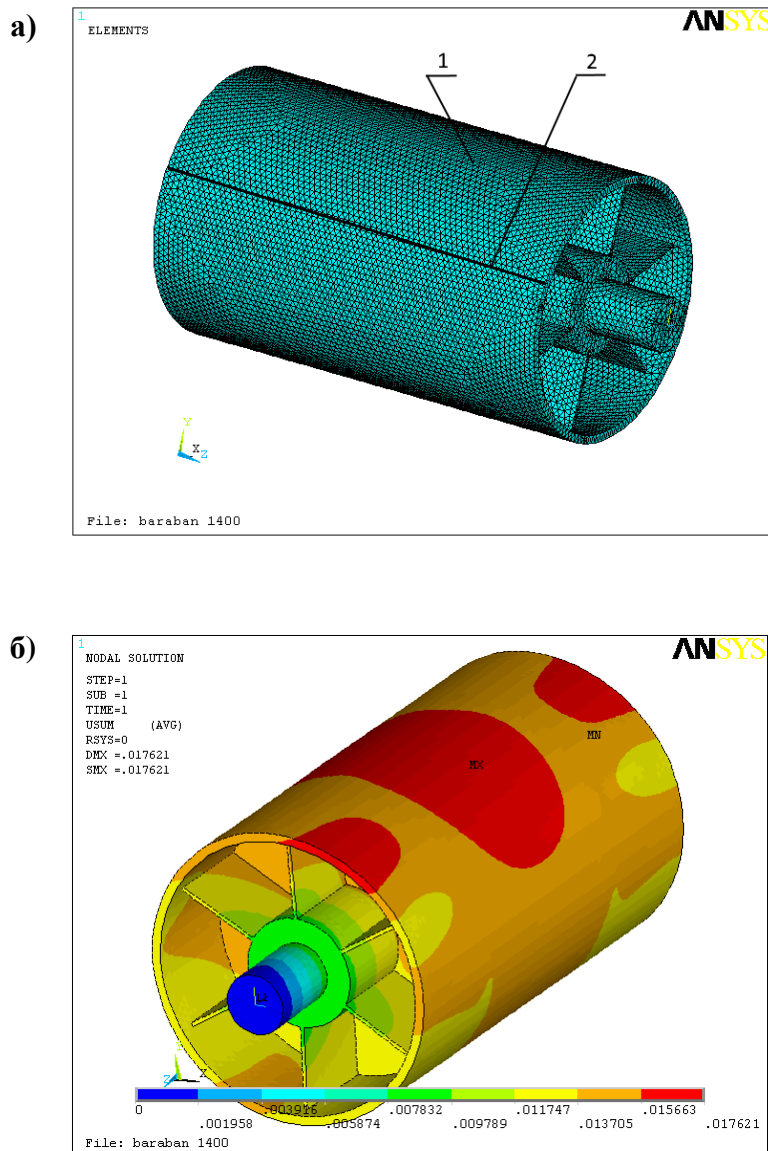 а)
1
ELEMENTS
ANSYS
1
2
Y
X
Z
File: baraban 1400
б)
1
NODAL SOLUTION
ANSYS
STEP=1
SUB =1
TIME=1
USUM (AVG)
RSYS=0
DMX =.017621
SMX =.017621
MN
MX
Y
Z
X
0 .003916 .007832 .011747 .015663
.001958 .005874 .009789 .013705 .017621
File: baraban 1400